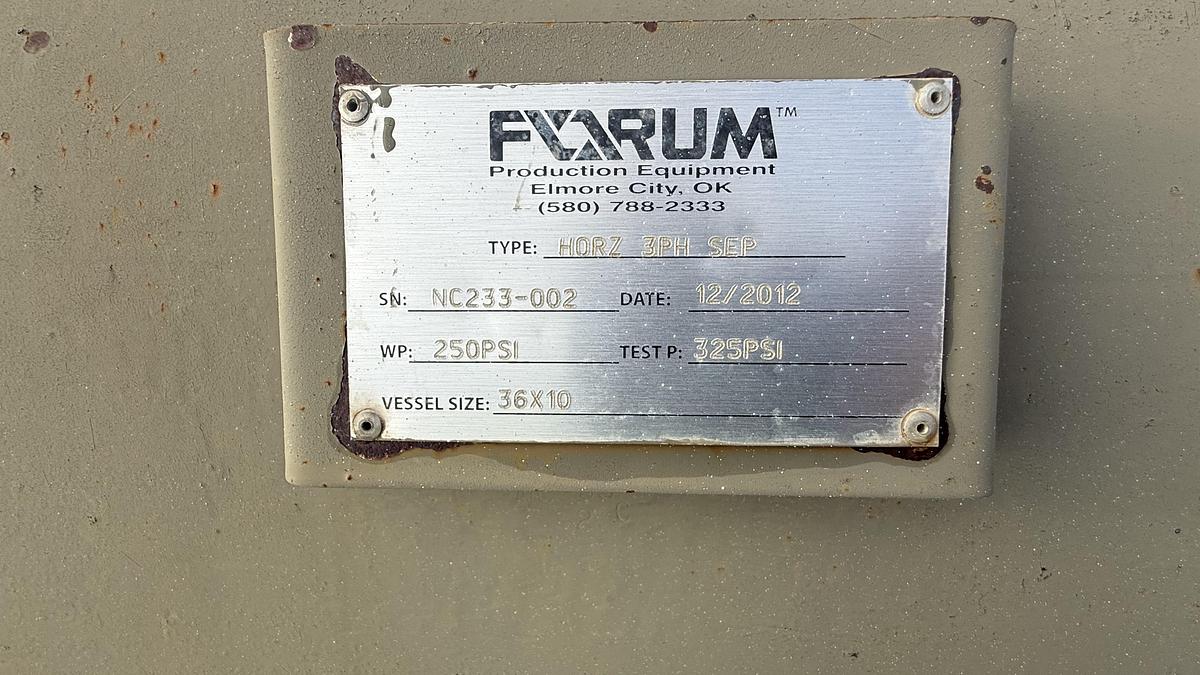 FORUM™
Production Equipment
Elmore City, OK
(580) 788-2333
TYPE: HORZ 3PH SEP
SN: NC233-002 DATE: 12/2012
WP: 250PSI TEST P: 325PSI
VESSEL SIZE: 36X10